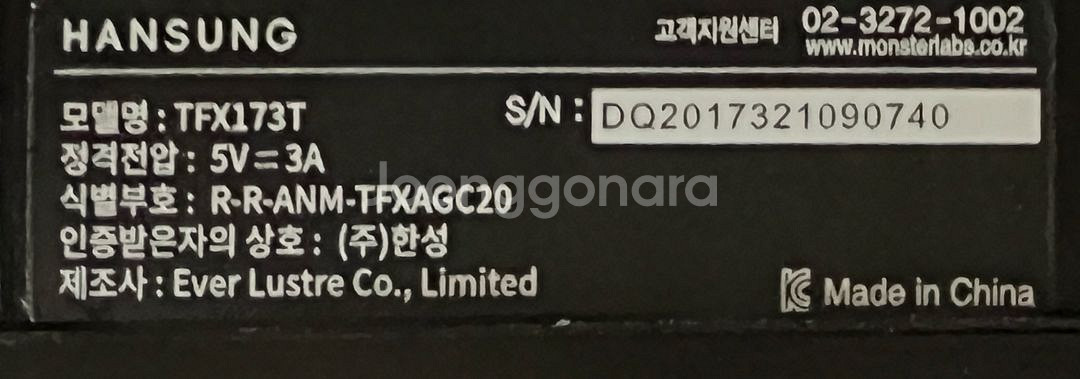 HANSUNG
고객지원센터 02-3272-1002
www.monsterlabs.co.kr
모델명 : TFX173T
S/N : DQ2017321090740
정격전압 : 5V⎓3A
식별부호 : R-R-ANM-TFXAGC20
Joonggonara
인증받은자의 상호 : (주)한성
제조사 : Ever Lustre Co., Limited
Made in China